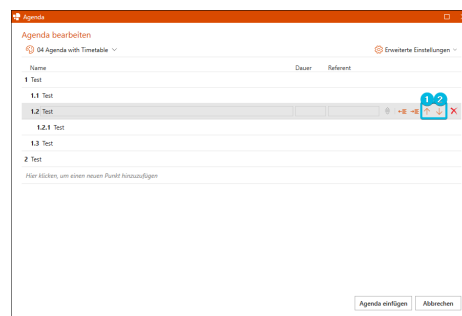 Agenda
Agenda bearbeiten
04 Agenda with Timetable
Erweiterte Einstellungen
Name Dauer Referent
1 Test
1.1 Test
1 2
1.2 Test
1.2.1 Test
1.3 Test
2 Test
Hier klicken, um einen neuen Punkt hinzuzufügen
Agenda einfügen Abbrechen